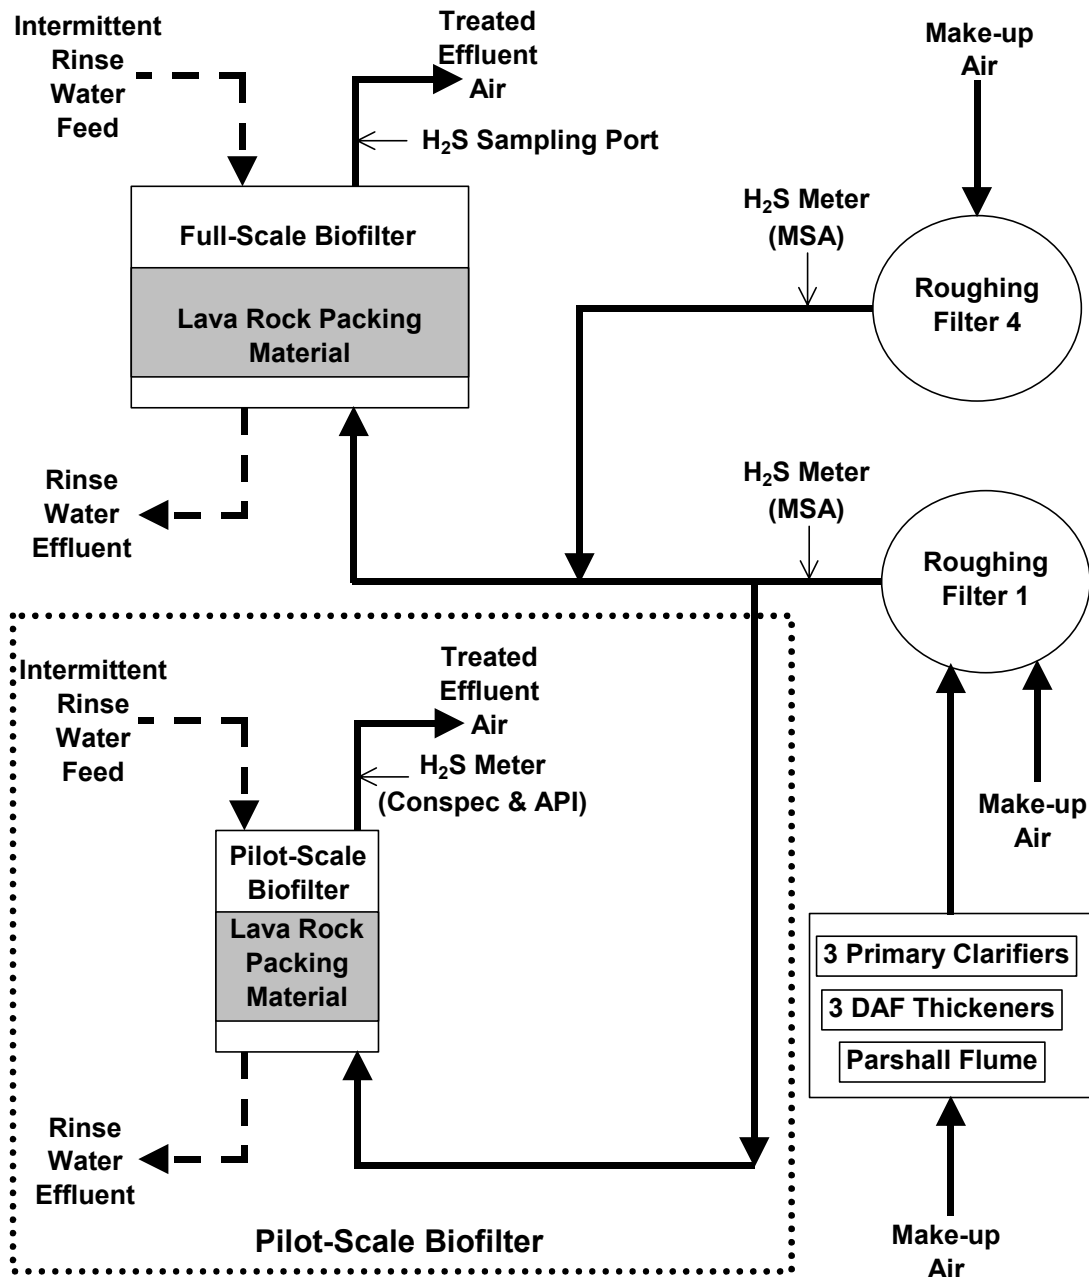 Intermittent
Rinse
Water
Feed
Treated
Effluent
Air
H₂S Sampling Port
Make-up
Air
Full-Scale Biofilter
Lava Rock Packing
Material
H₂S Meter
(MSA)
Roughing
Filter 4
Rinse
Water
Effluent
H₂S Meter
(MSA)
Roughing
Filter 1
Intermittent
Rinse
Water
Feed
Treated
Effluent
Air
H₂S Meter
(Conspec & API)
Make-up
Air
Pilot-Scale
Biofilter
Lava Rock
Packing
Material
3 Primary Clarifiers
3 DAF Thickeners
Parshall Flume
Rinse
Water
Effluent
Pilot-Scale Biofilter
Make-up
Air